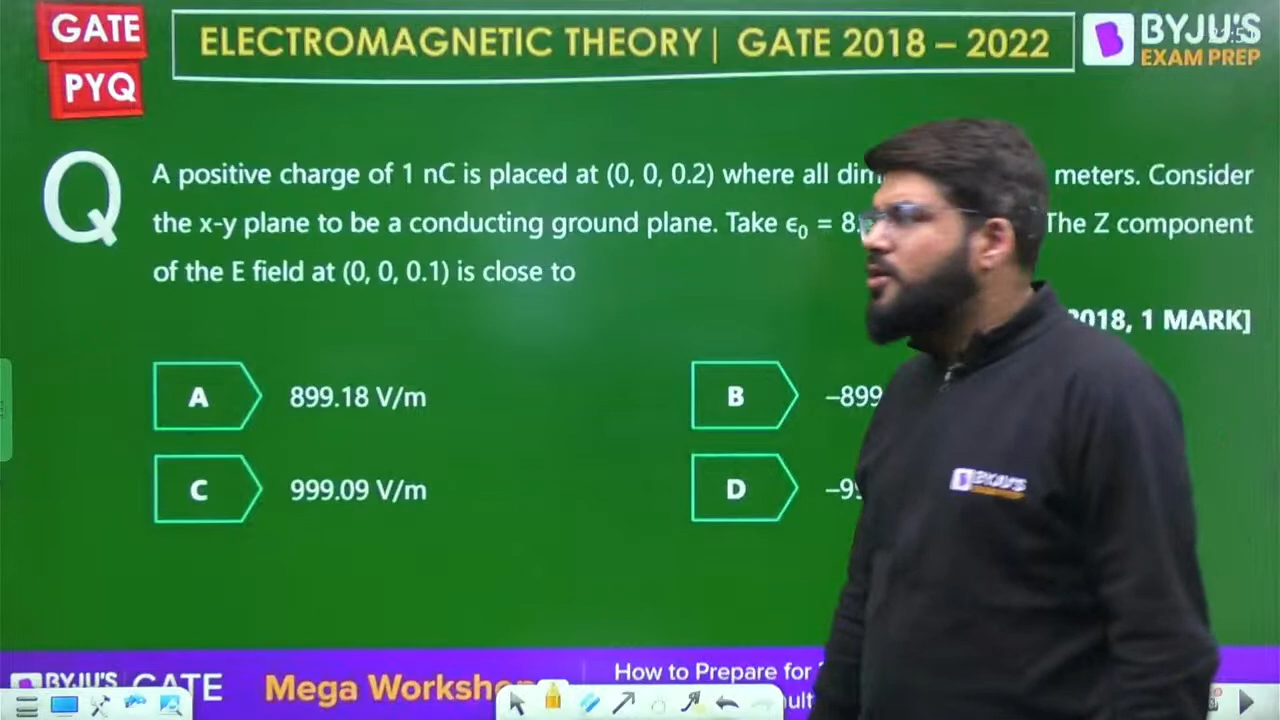 GATE
PYQ
ELECTROMAGNETIC THEORY| GATE 2018 – 2022
BYJU'S
EXAM PREP
Q
A positive charge of 1 nC is placed at (0, 0, 0.2) where all meters. Consider
the x-y plane to be a conducting ground plane. Take ϵ₀ = 8. The Z component
of the E field at (0, 0, 0.1) is close to
2018, 1 MARK]
A 899.18 V/m
B –899
C 999.09 V/m
D
BYJU'S
BYJU'S GATE Mega Workshop
How to Prepare for